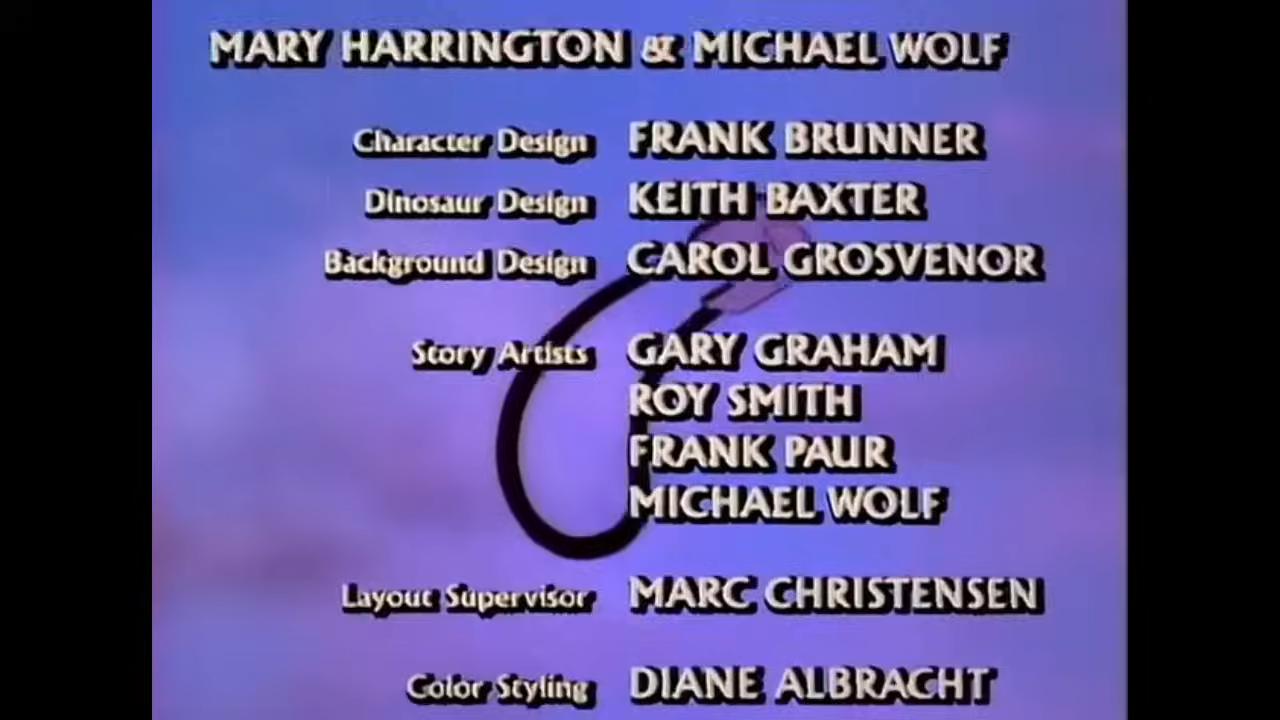 MARY HARRINGTON & MICHAEL WOLF
Character Design FRANK BRUNNER
Dinosaur Design KEITH BAXTER
Background Design CAROL GROSVENOR
Story Artists GARY GRAHAM
ROY SMITH
FRANK PAUR
MICHAEL WOLF
Layout Supervisor MARC CHRISTENSEN
Color Styling DIANE ALBRACHT